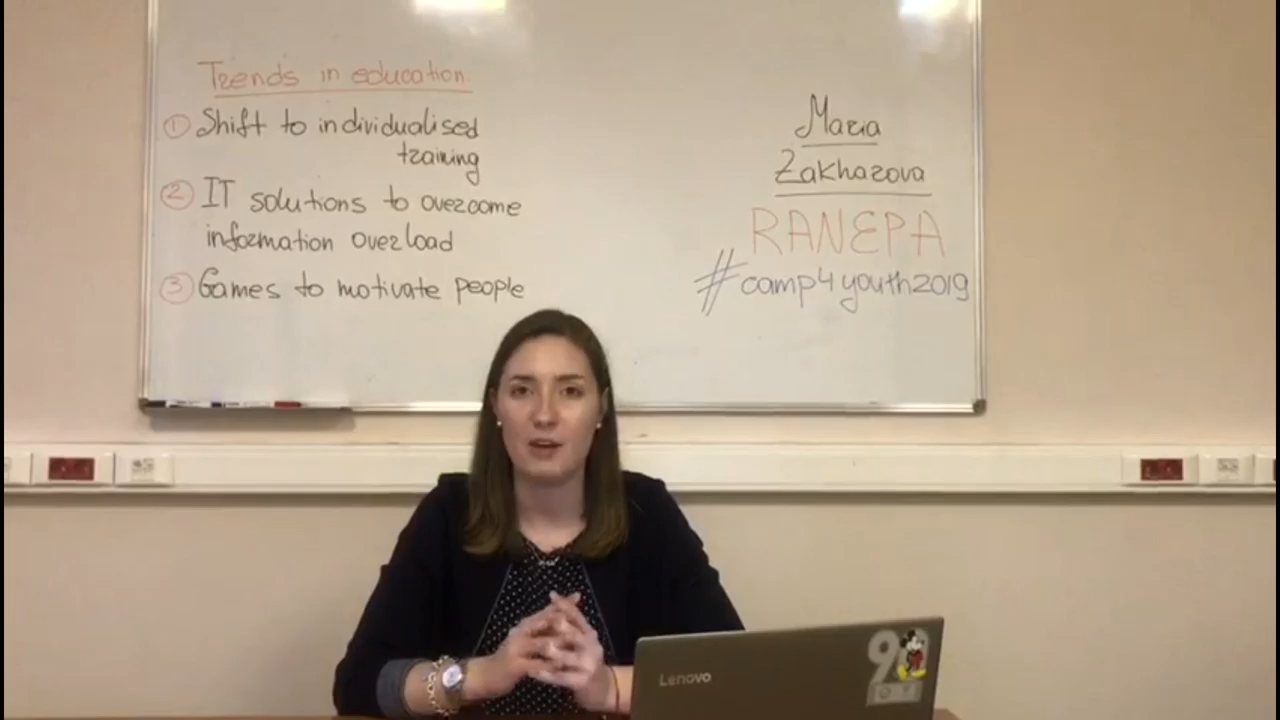 Trends in education
① Shift to individualised
training
② IT solutions to overcome
information overload
③ Games to motivate people
Maria
Zakharova
RANEPA
#camp4youth2019
Lenovo
90